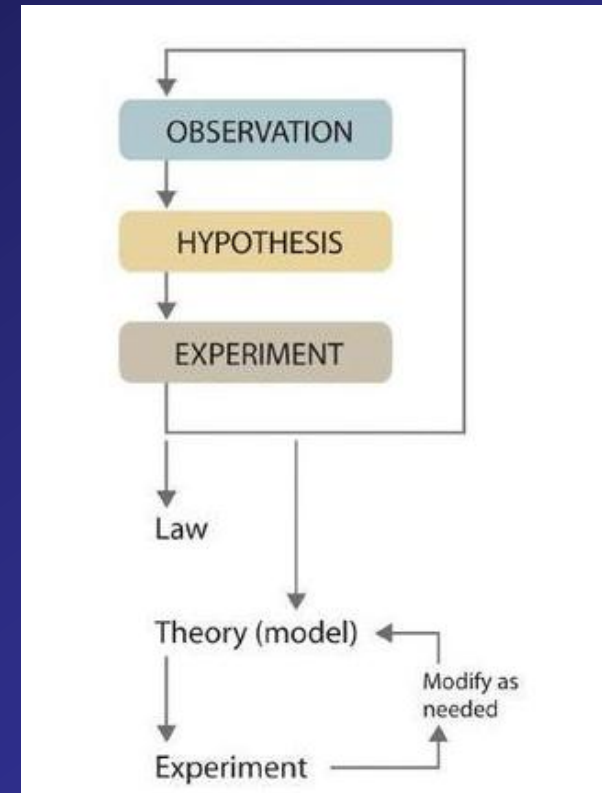 OBSERVATION
HYPOTHESIS
EXPERIMENT
Law
Theory (model)
Modify as
needed
Experiment